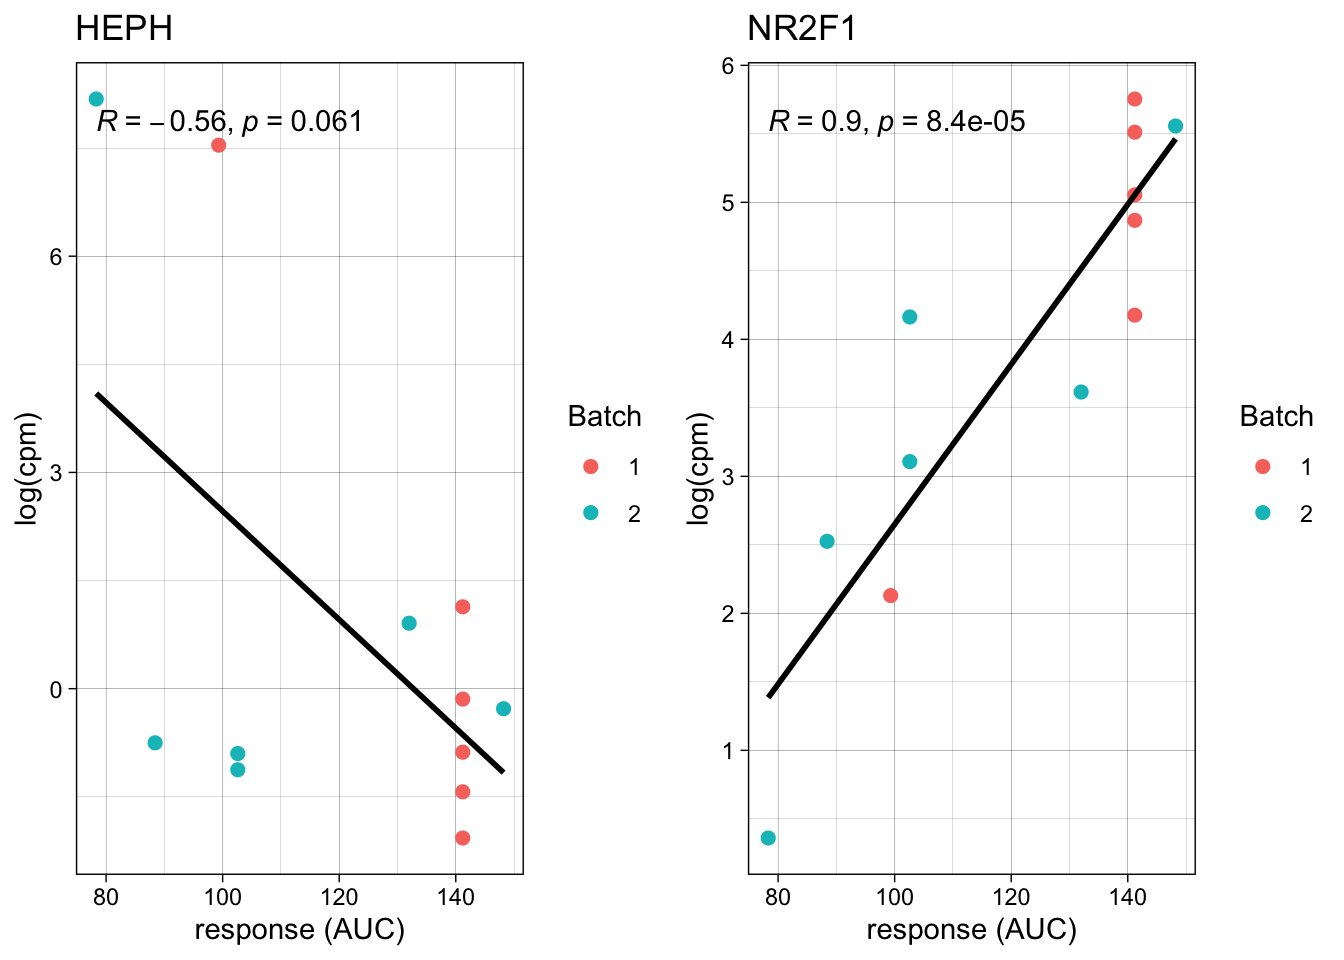 HEPH
R = − 0.56, p = 0.061
6
3
0
log(cpm)
80 100 120 140
response (AUC)
Batch
1
2
NR2F1
R = 0.9, p = 8.4e-05
6
5
4
3
2
1
log(cpm)
80 100 120 140
response (AUC)
Batch
1
2